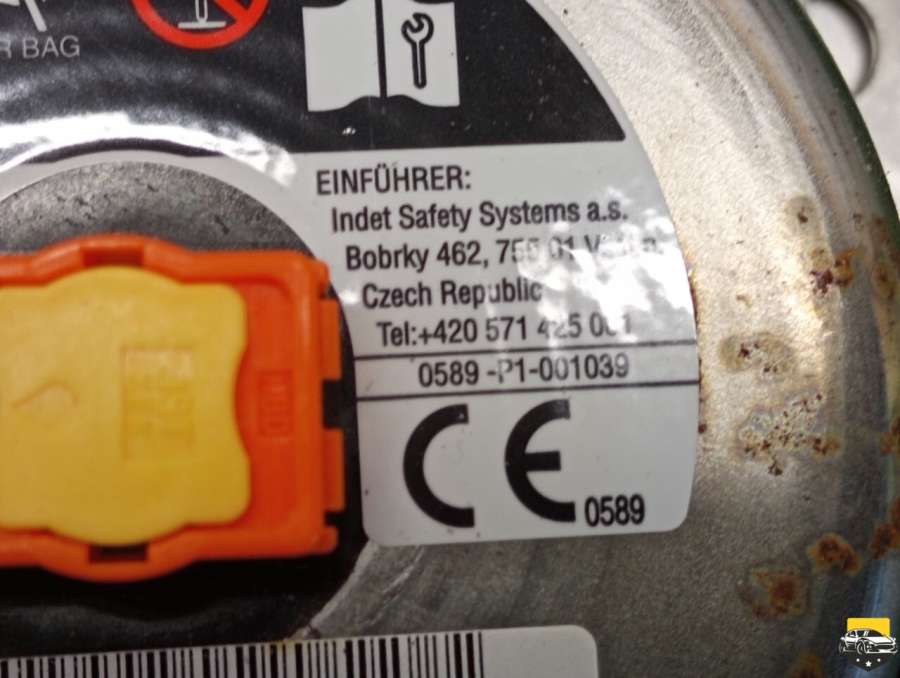 R BAG
EINFÜHRER:
Indet Safety Systems a.s.
Bobrky 462, 755 01
Czech Republic
Tel:+420 571 425
0589 -P1-001039
CE 0589